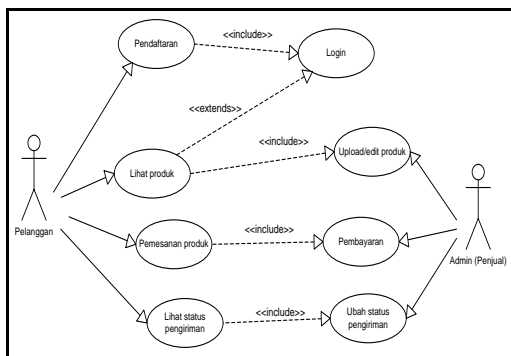 Pendaftaran
<<include>>
Login
<<extends>>
<<include>>
Lihat produk
Upload/edit produk
Pelanggan
Pemesanan produk
<<include>>
Pembayaran
Admin (Penjual)
Lihat status
pengiriman
<<include>>
Ubah status
pengiriman